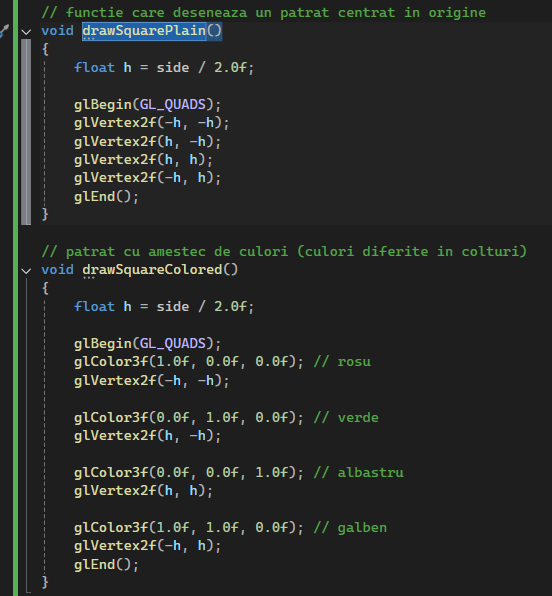 // functie care deseneaza un patrat centrat in origine
void drawSquarePlain()
{
    float h = side / 2.0f;

    glBegin(GL_QUADS);
    glVertex2f(-h, -h);
    glVertex2f(h, -h);
    glVertex2f(h, h);
    glVertex2f(-h, h);
    glEnd();
}

// patrat cu amestec de culori (culori diferite in colturi)
void drawSquareColored()
{
    float h = side / 2.0f;

    glBegin(GL_QUADS);
    glColor3f(1.0f, 0.0f, 0.0f); // rosu
    glVertex2f(-h, -h);

    glColor3f(0.0f, 1.0f, 0.0f); // verde
    glVertex2f(h, -h);

    glColor3f(0.0f, 0.0f, 1.0f); // albastru
    glVertex2f(h, h);

    glColor3f(1.0f, 1.0f, 0.0f); // galben
    glVertex2f(-h, h);
    glEnd();
}